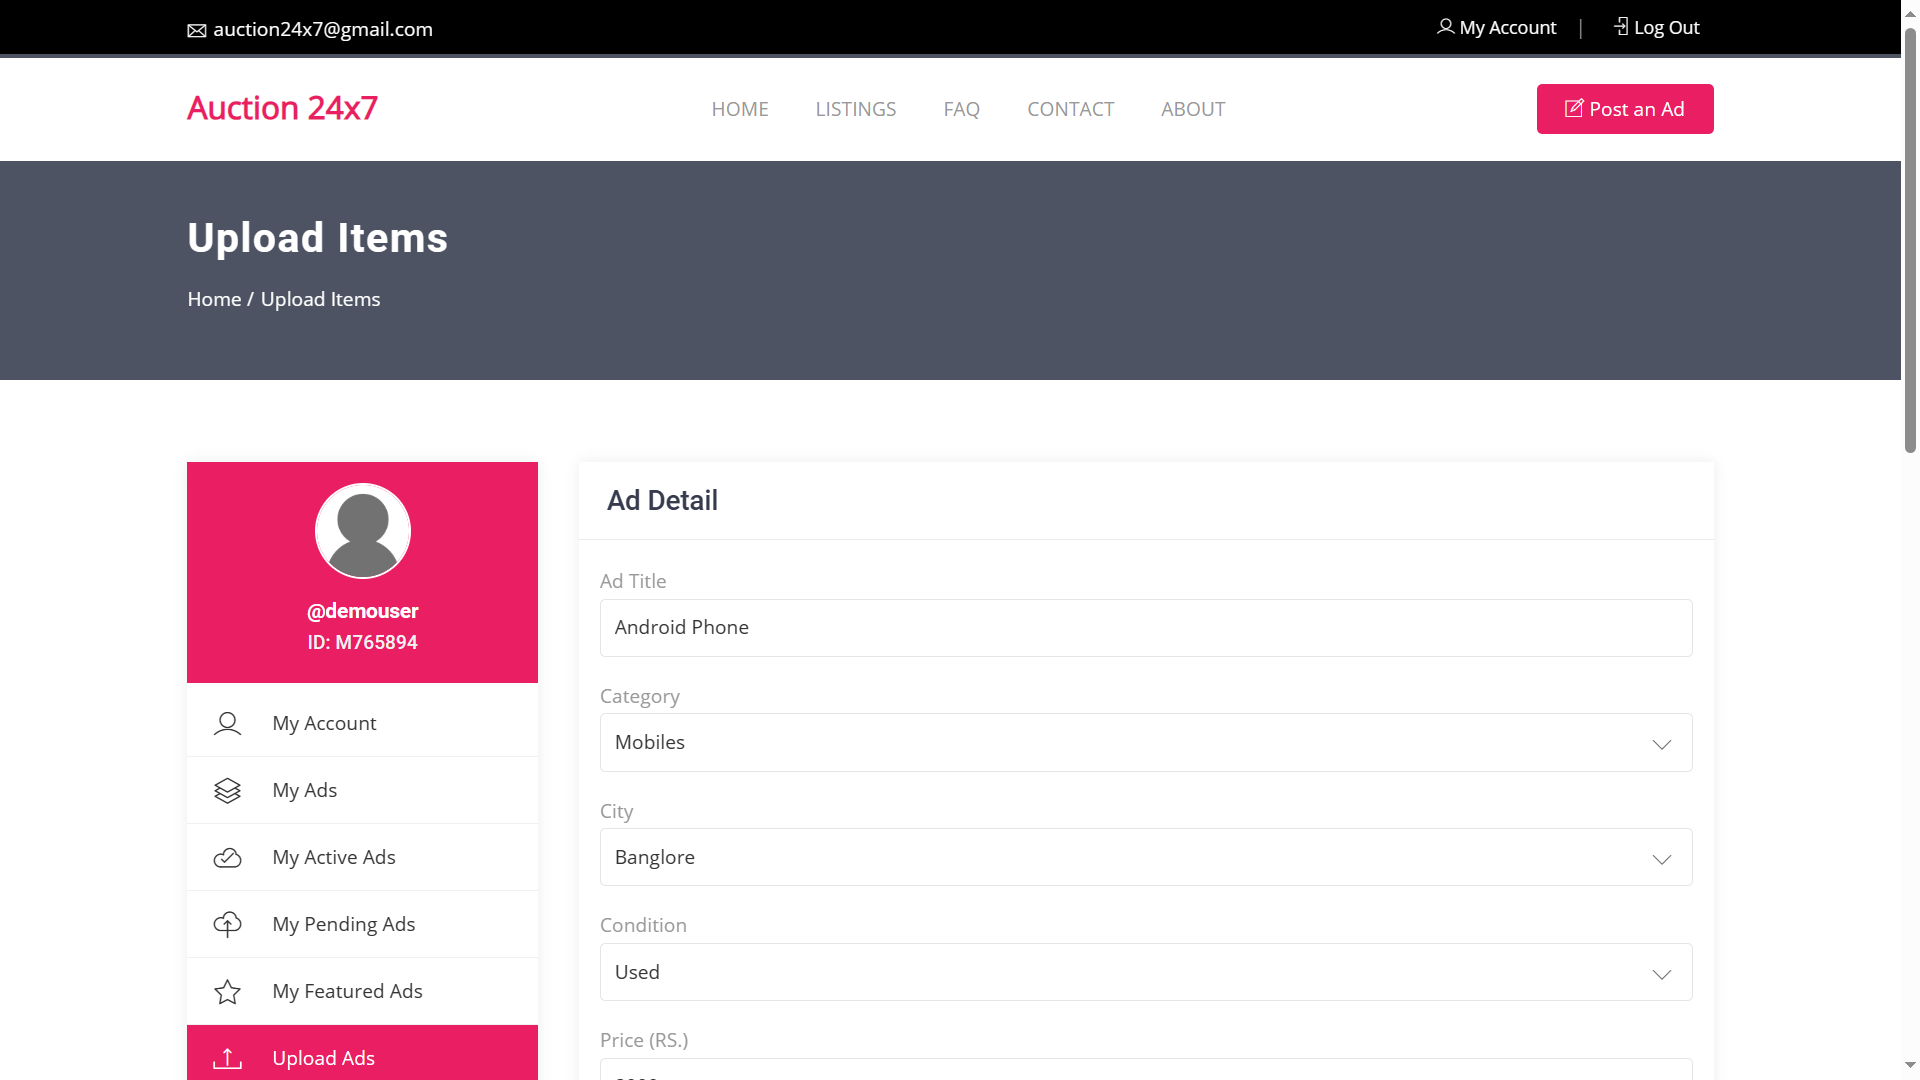 auction24x7@gmail.com
My Account | Log Out
Auction 24x7
HOME LISTINGS FAQ CONTACT ABOUT
Post an Ad
Upload Items
Home / Upload Items
@demouser
ID: M765894
My Account
My Ads
My Active Ads
My Pending Ads
My Featured Ads
Upload Ads
Ad Detail
Ad Title
Android Phone
Category
Mobiles
City
Banglore
Condition
Used
Price (RS.)